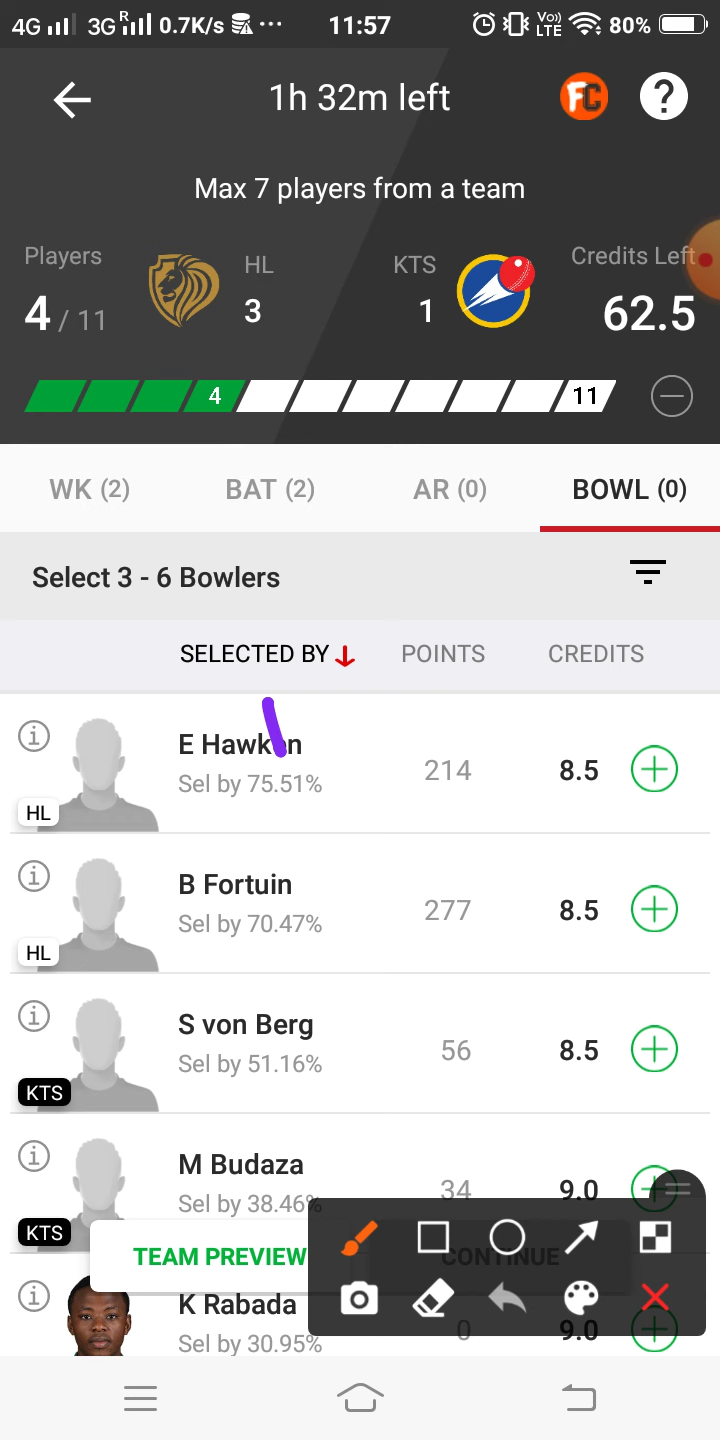 4G 3G R 0.7K/s ... 11:57 Vo)) LTE 80%
1h 32m left FC ?
Max 7 players from a team
Players HL KTS Credits Left
4 / 11 3 1 62.5
4 11
WK (2) BAT (2) AR (0) BOWL (0)
Select 3 - 6 Bowlers
SELECTED BY POINTS CREDITS
E Hawken
Sel by 75.51% 214 8.5
HL
B Fortuin
Sel by 70.47% 277 8.5
HL
S von Berg
Sel by 51.16% 56 8.5
KTS
M Budaza
Sel by 38.46% 34 9.0
KTS
TEAM PREVIEW CONTINUE
K Rabada
Sel by 30.95% 0 9.0